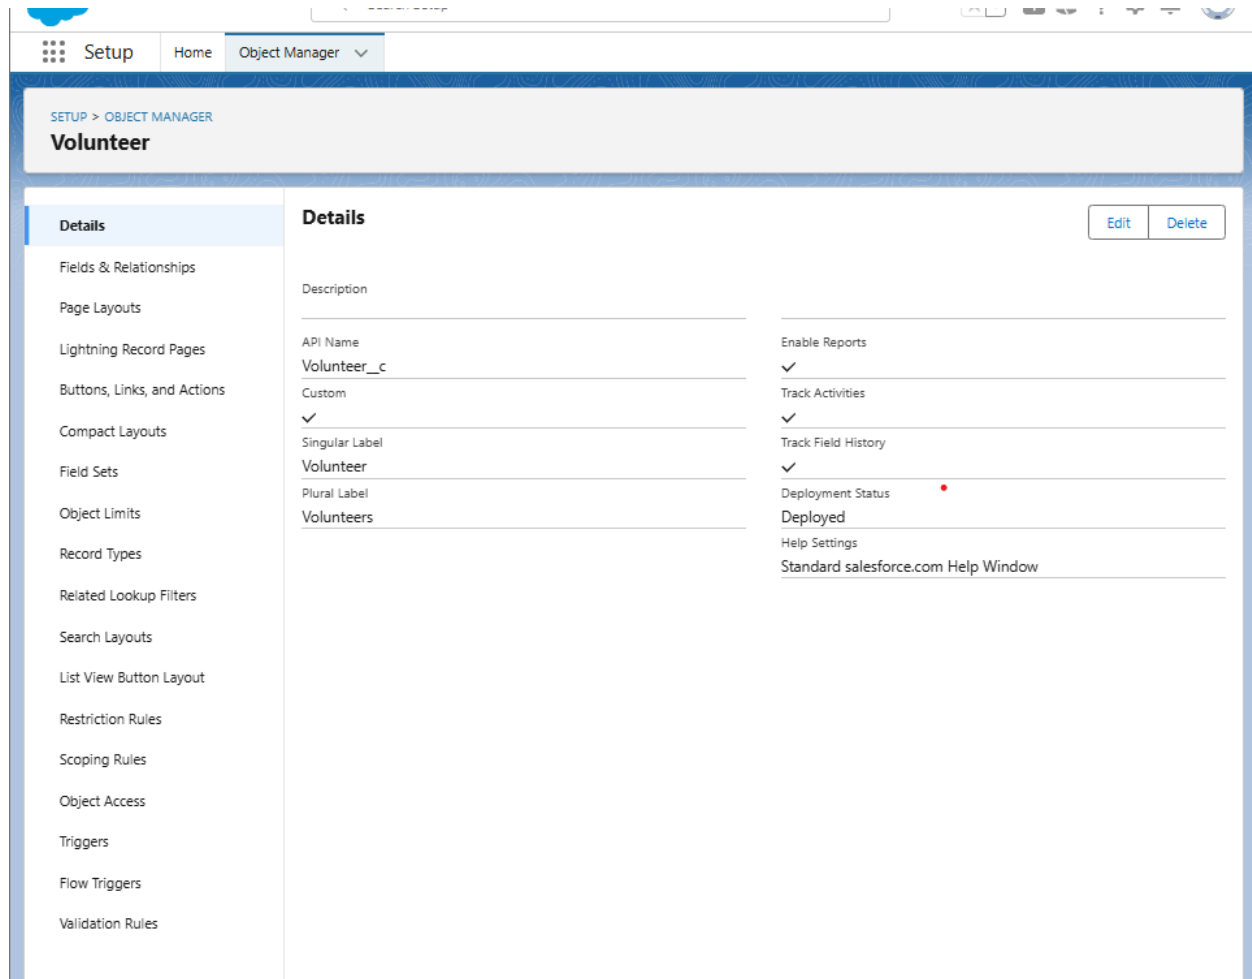 Setup
Home
Object Manager
SETUP > OBJECT MANAGER
Volunteer
Details
Fields & Relationships
Page Layouts
Lightning Record Pages
Buttons, Links, and Actions
Compact Layouts
Field Sets
Object Limits
Record Types
Related Lookup Filters
Search Layouts
List View Button Layout
Restriction Rules
Scoping Rules
Object Access
Triggers
Flow Triggers
Validation Rules
Details
Edit
Delete
Description
API Name
Volunteer__c
Custom
Singular Label
Volunteer
Plural Label
Volunteers
Enable Reports
Track Activities
Track Field History
Deployment Status
Deployed
Help Settings
Standard salesforce.com Help Window